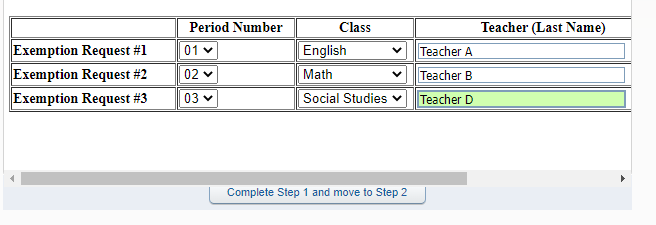 Period Number Class Teacher (Last Name)
Exemption Request #1 01 English Teacher A
Exemption Request #2 02 Math Teacher B
Exemption Request #3 03 Social Studies Teacher D
Complete Step 1 and move to Step 2